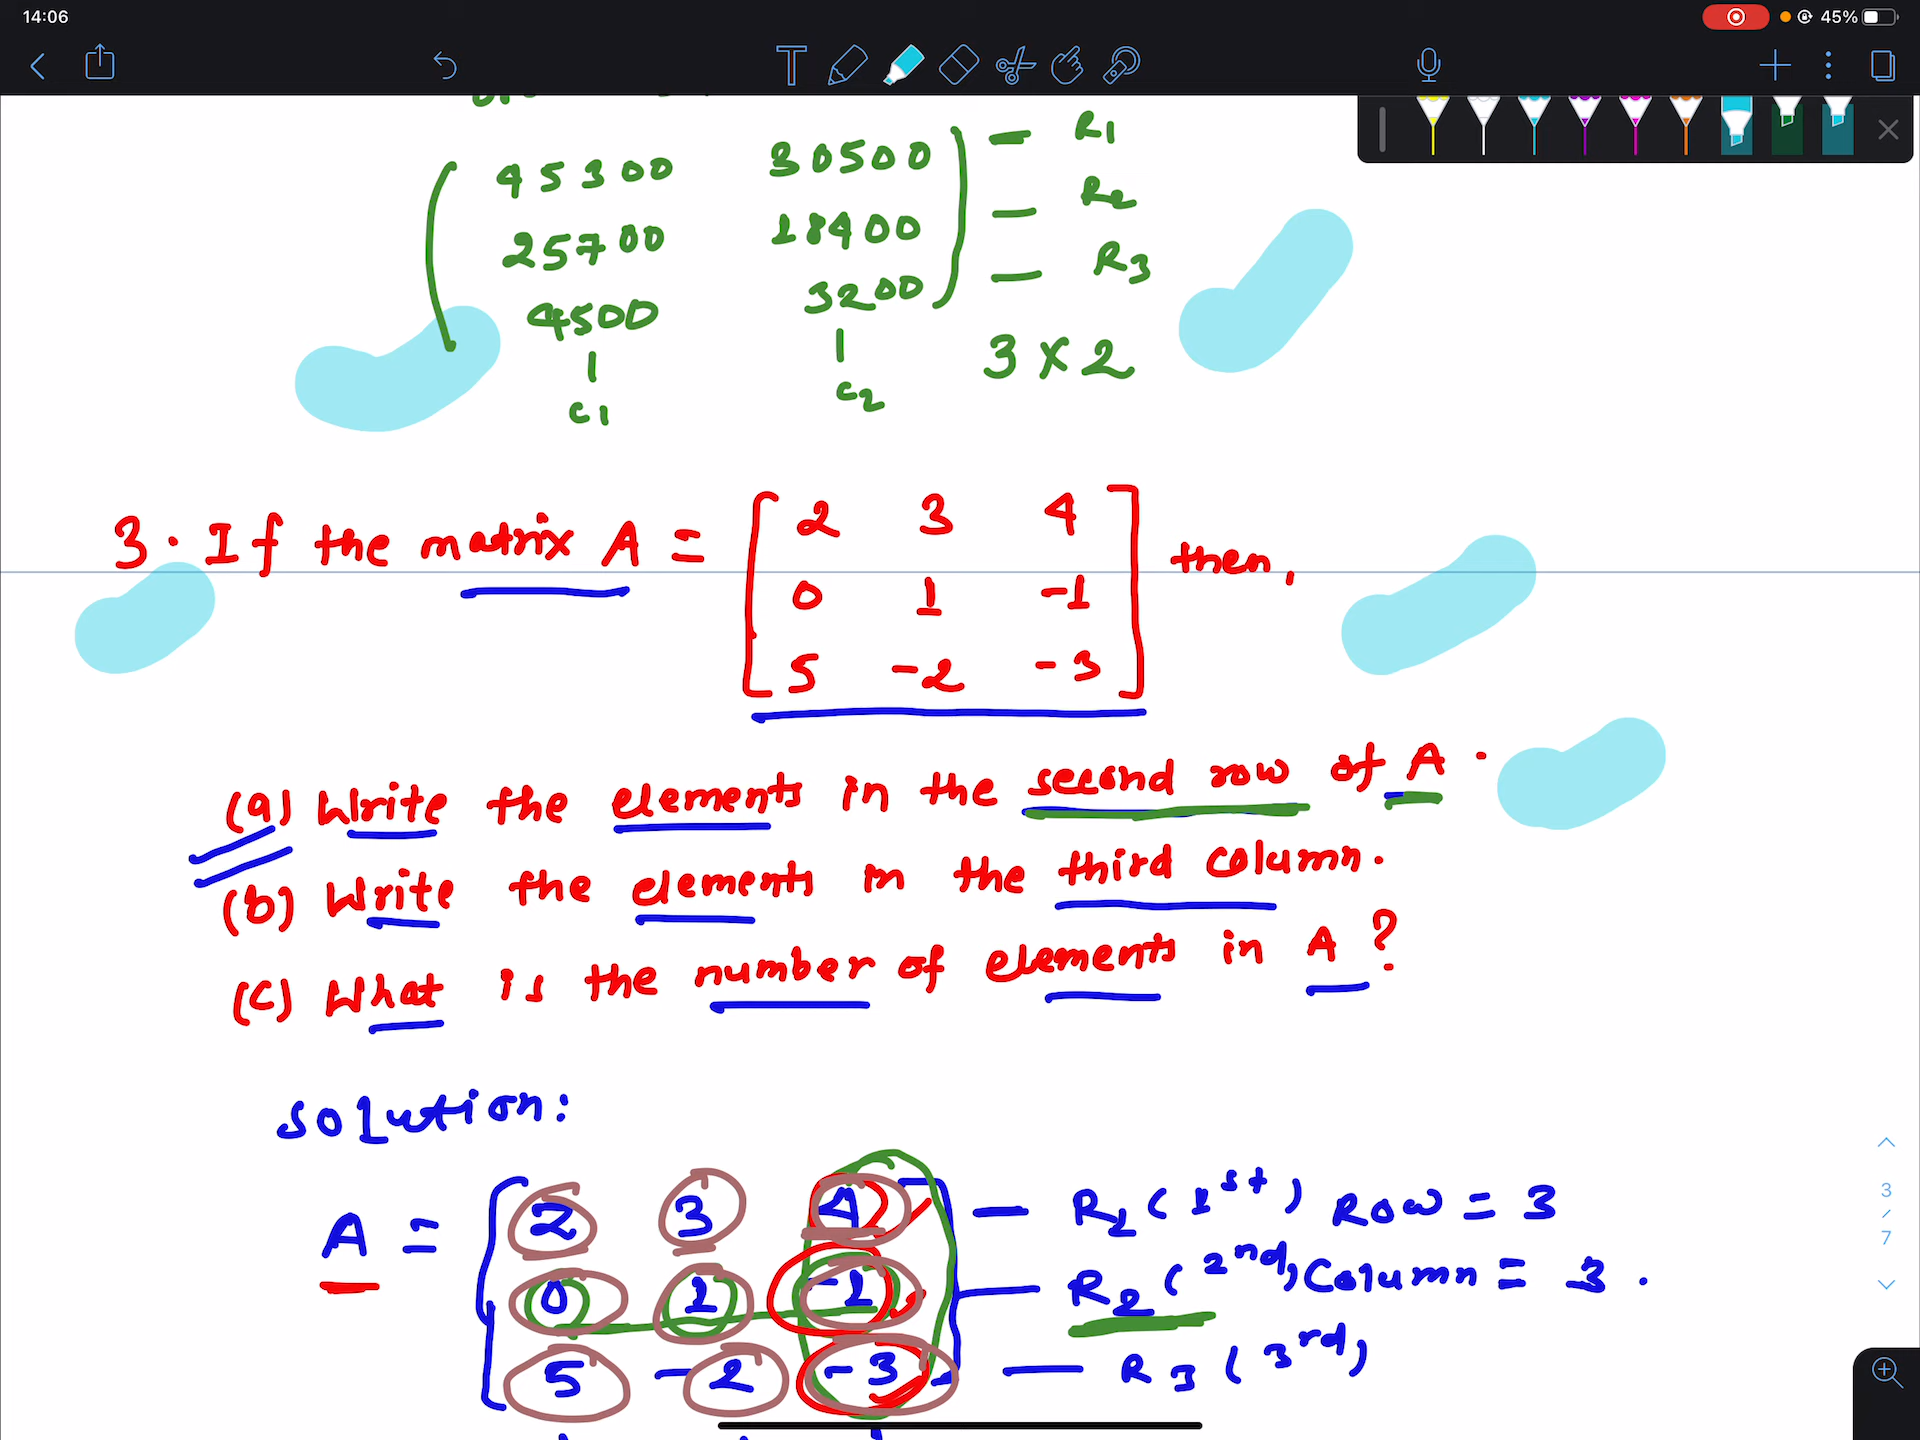 14:06
45%
45300 30500 — R1
25700 18400 — R2
4500 3200 — R3
3 x 2
C1 C2
3. If the matrix A = [ 2 3 4
0 1 -1
5 -2 -3 ] then,
(a) Write the elements in the second row of A.
(b) Write the elements in the third column.
(c) What is the number of elements in A ?
Solution:
A = [ 2 3 4 ] — R1 (1st) Row = 3
0 1 -1 — R2 (2nd) Column = 3.
5 -2 -3 — R3 (3rd)
3
/
7